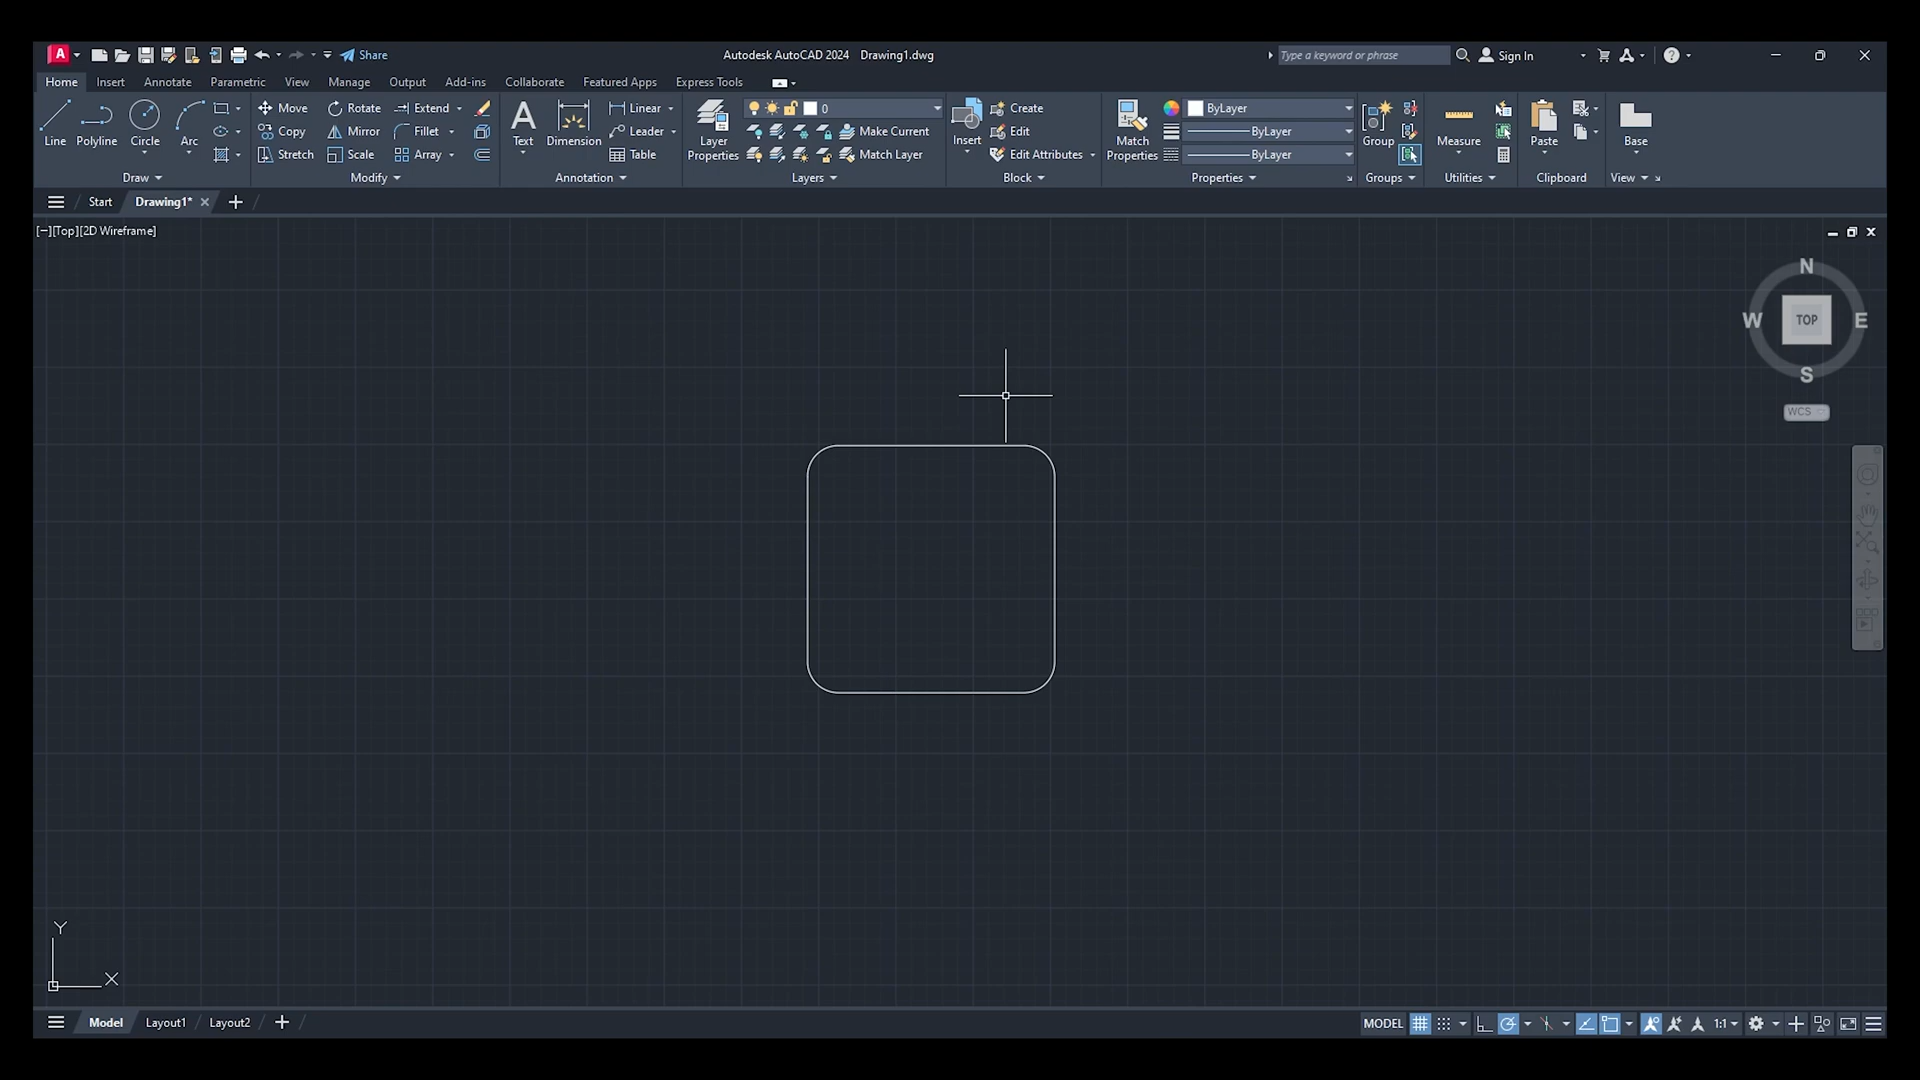 A Share Autodesk AutoCAD 2024 Drawing1.dwg Type a keyword or phrase Sign In
Home Insert Annotate Parametric View Manage Output Add-ins Collaborate Featured Apps Express Tools
Line Polyline Circle Arc
Move Rotate Extend
Copy Mirror Fillet
Stretch Scale Array
Text Dimension
Linear
Leader
Table
Layer Properties
0
Make Current
Match Layer
Insert
Create
Edit
Edit Attributes
Match Properties
ByLayer
ByLayer
ByLayer
Group Measure Paste Base
Draw Modify Annotation Layers Block Properties Groups Utilities Clipboard View
Start Drawing1*
[−][Top][2D Wireframe]
N
W TOP E
S
WCS
Y
X
Model Layout1 Layout2 MODEL 1:1